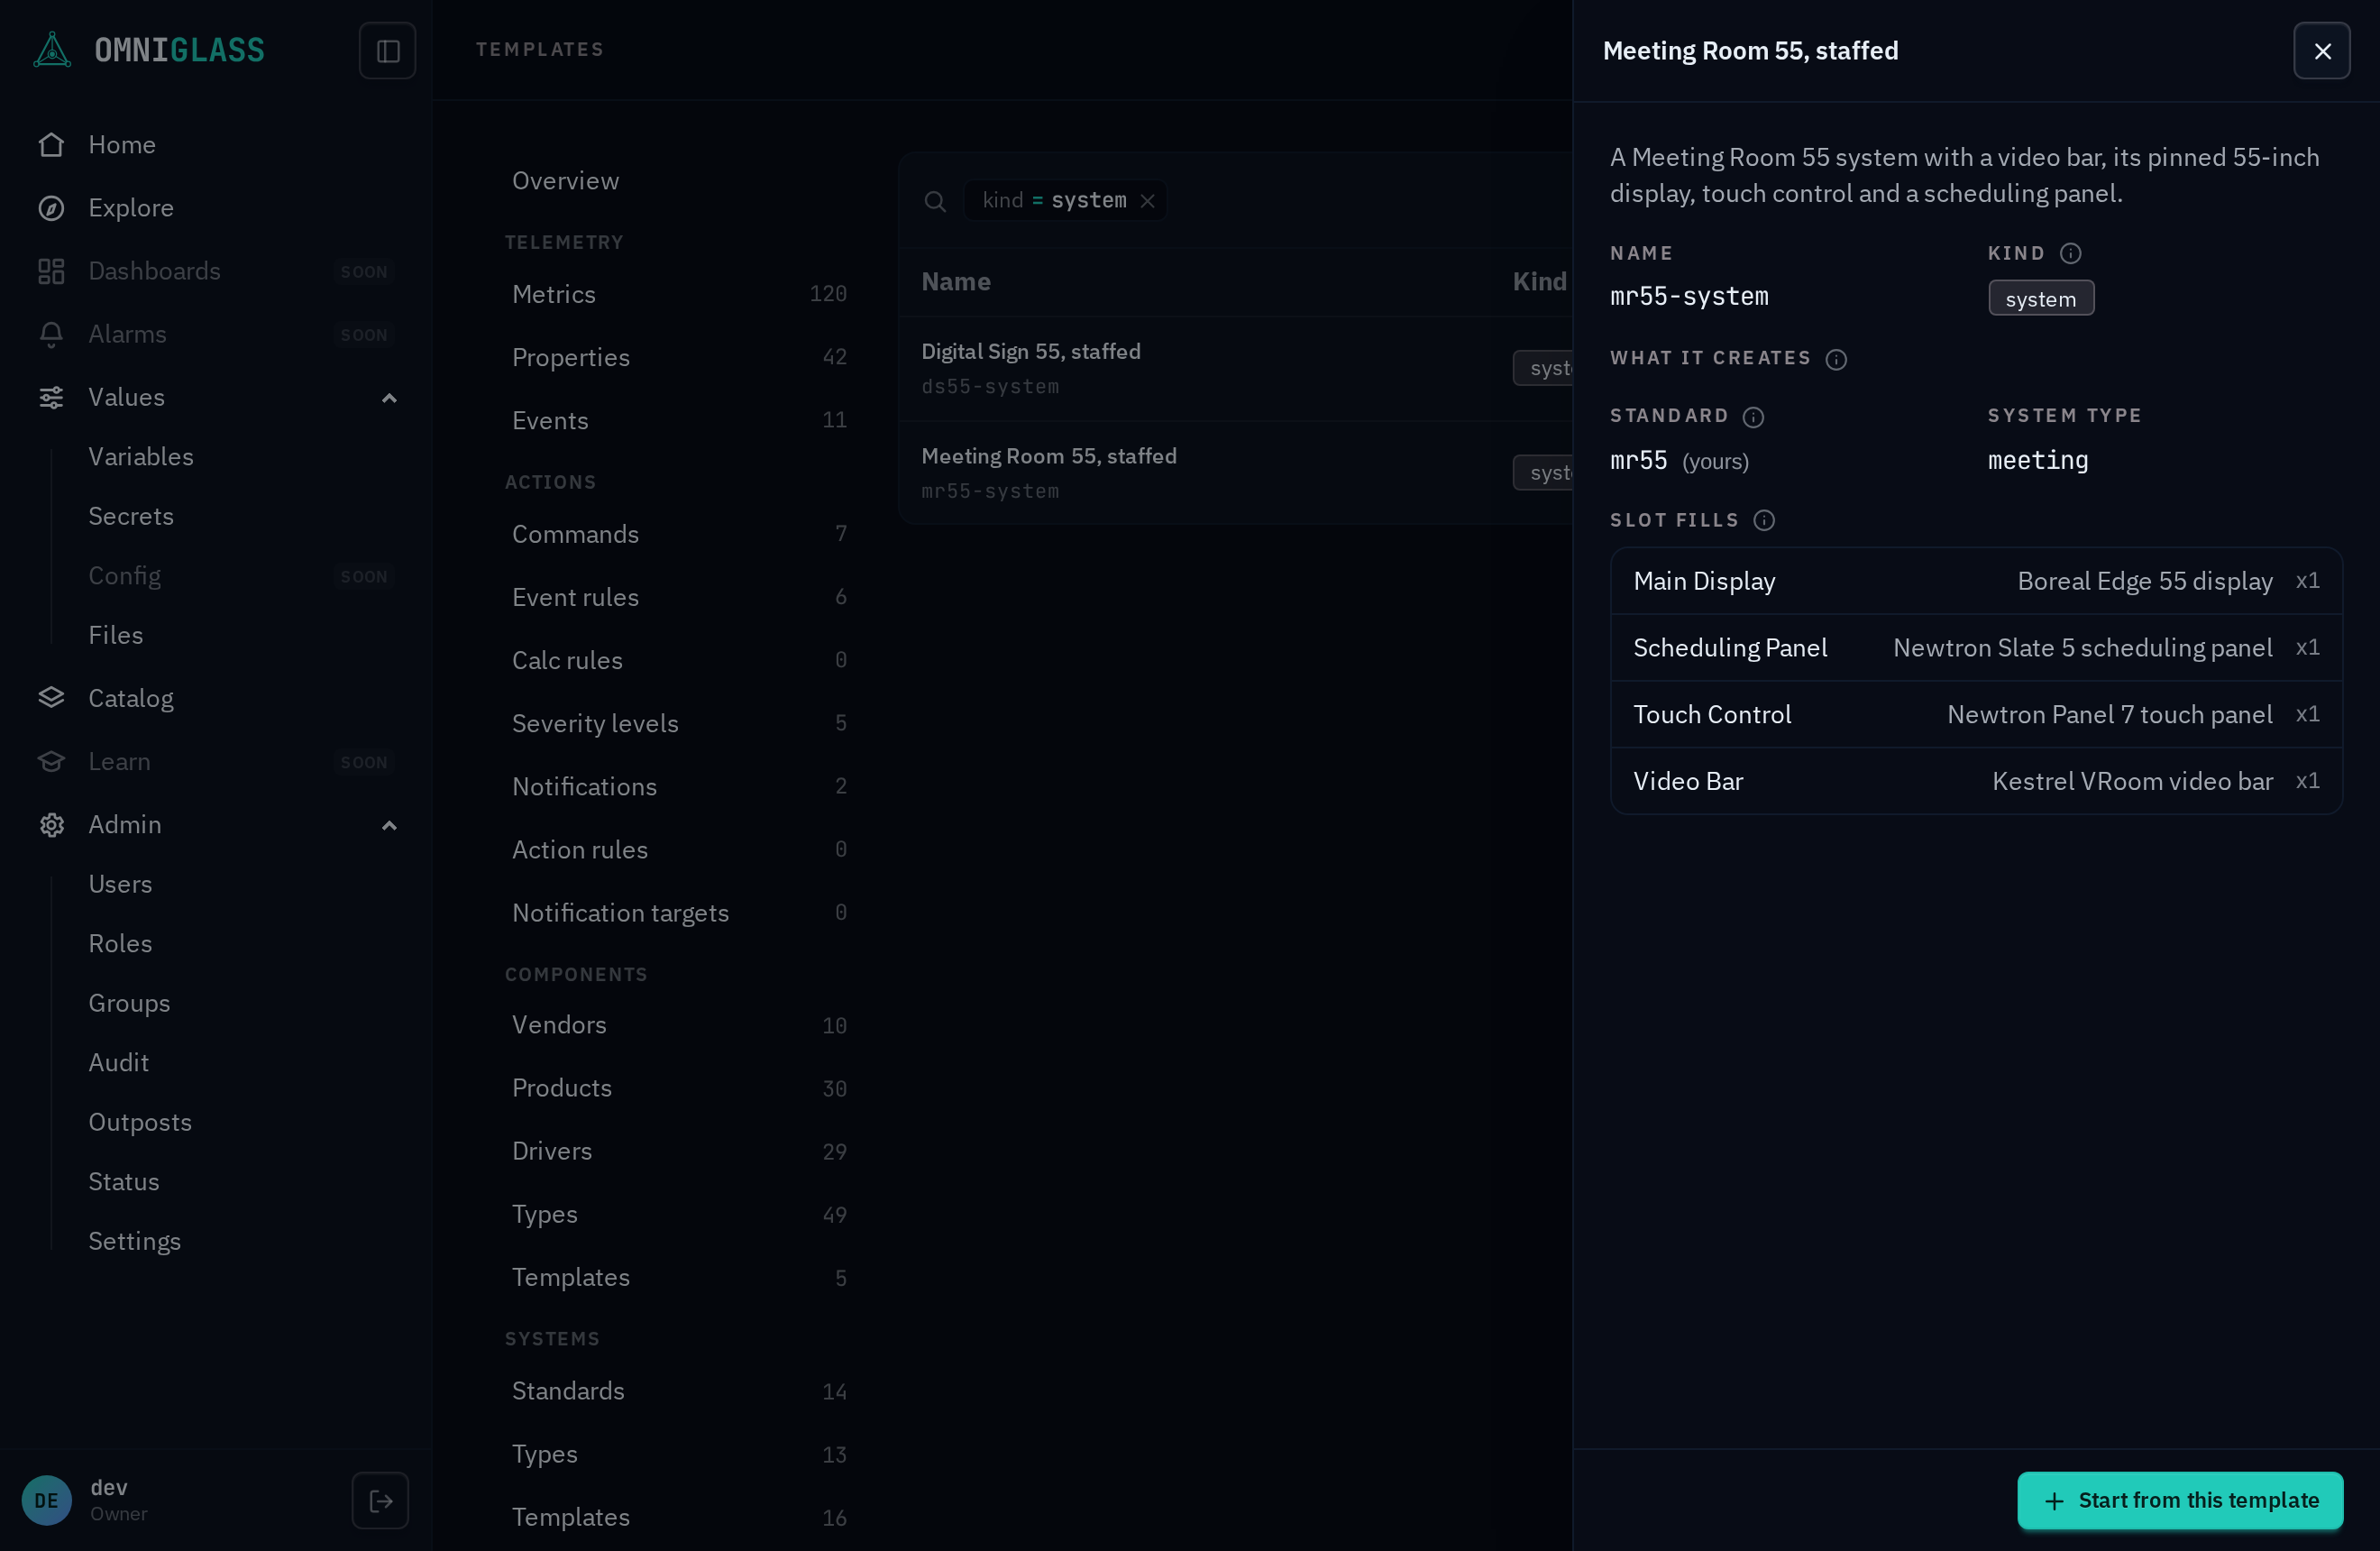 OMNIGLASS
Home
Explore
Dashboards SOON
Alarms SOON
Values
Variables
Secrets
Config SOON
Files
Catalog
Learn SOON
Admin
Users
Roles
Groups
Audit
Outposts
Status
Settings
DE
dev
Owner
TEMPLATES
Overview
TELEMETRY
Metrics 120
Properties 42
Events 11
ACTIONS
Commands 7
Event rules 6
Calc rules 0
Severity levels 5
Notifications 2
Action rules 0
Notification targets 0
COMPONENTS
Vendors 10
Products 30
Drivers 29
Types 49
Templates 5
SYSTEMS
Standards 14
Types 13
Templates 16
kind = system
Name Kind
Digital Sign 55, staffed
ds55-system
syst
Meeting Room 55, staffed
mr55-system
syst
Meeting Room 55, staffed
A Meeting Room 55 system with a video bar, its pinned 55-inch
display, touch control and a scheduling panel.
NAME KIND
mr55-system system
WHAT IT CREATES
STANDARD SYSTEM TYPE
mr55 (yours) meeting
SLOT FILLS
Main Display Boreal Edge 55 display x1
Scheduling Panel Newtron Slate 5 scheduling panel x1
Touch Control Newtron Panel 7 touch panel x1
Video Bar Kestrel VRoom video bar x1
+ Start from this template